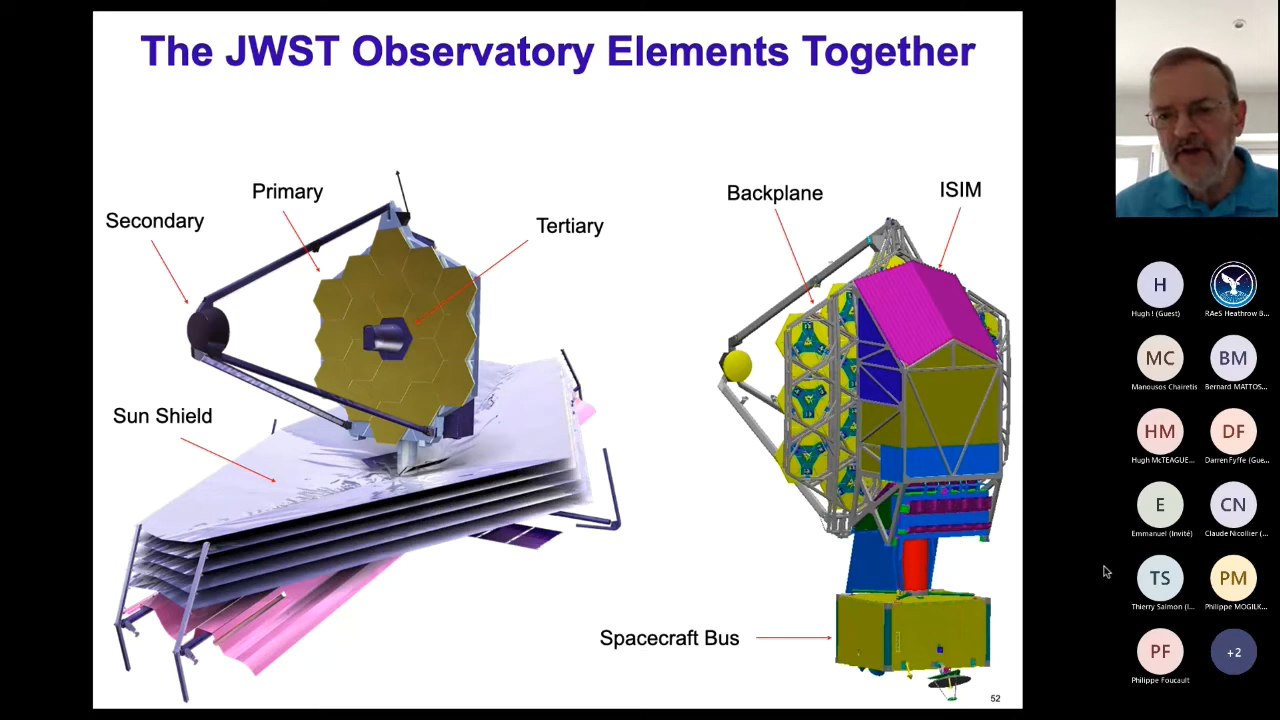 The JWST Observatory Elements Together
Primary
Secondary
Tertiary
Sun Shield
Backplane
ISIM
Spacecraft Bus
52
H
Hugh ! (Guest)
RAeS Heathrow B...
MC
Manousos Chairetis
BM
Bernard MATTOS...
HM
Hugh McTEAGUE...
DF
Darren Fyffe (Gue...
E
Emmanuel (Invité)
CN
Claude Nicollier (...
TS
Thierry Salmon (I...
PM
Philippe MOGILK...
PF
Philippe Foucault
+2